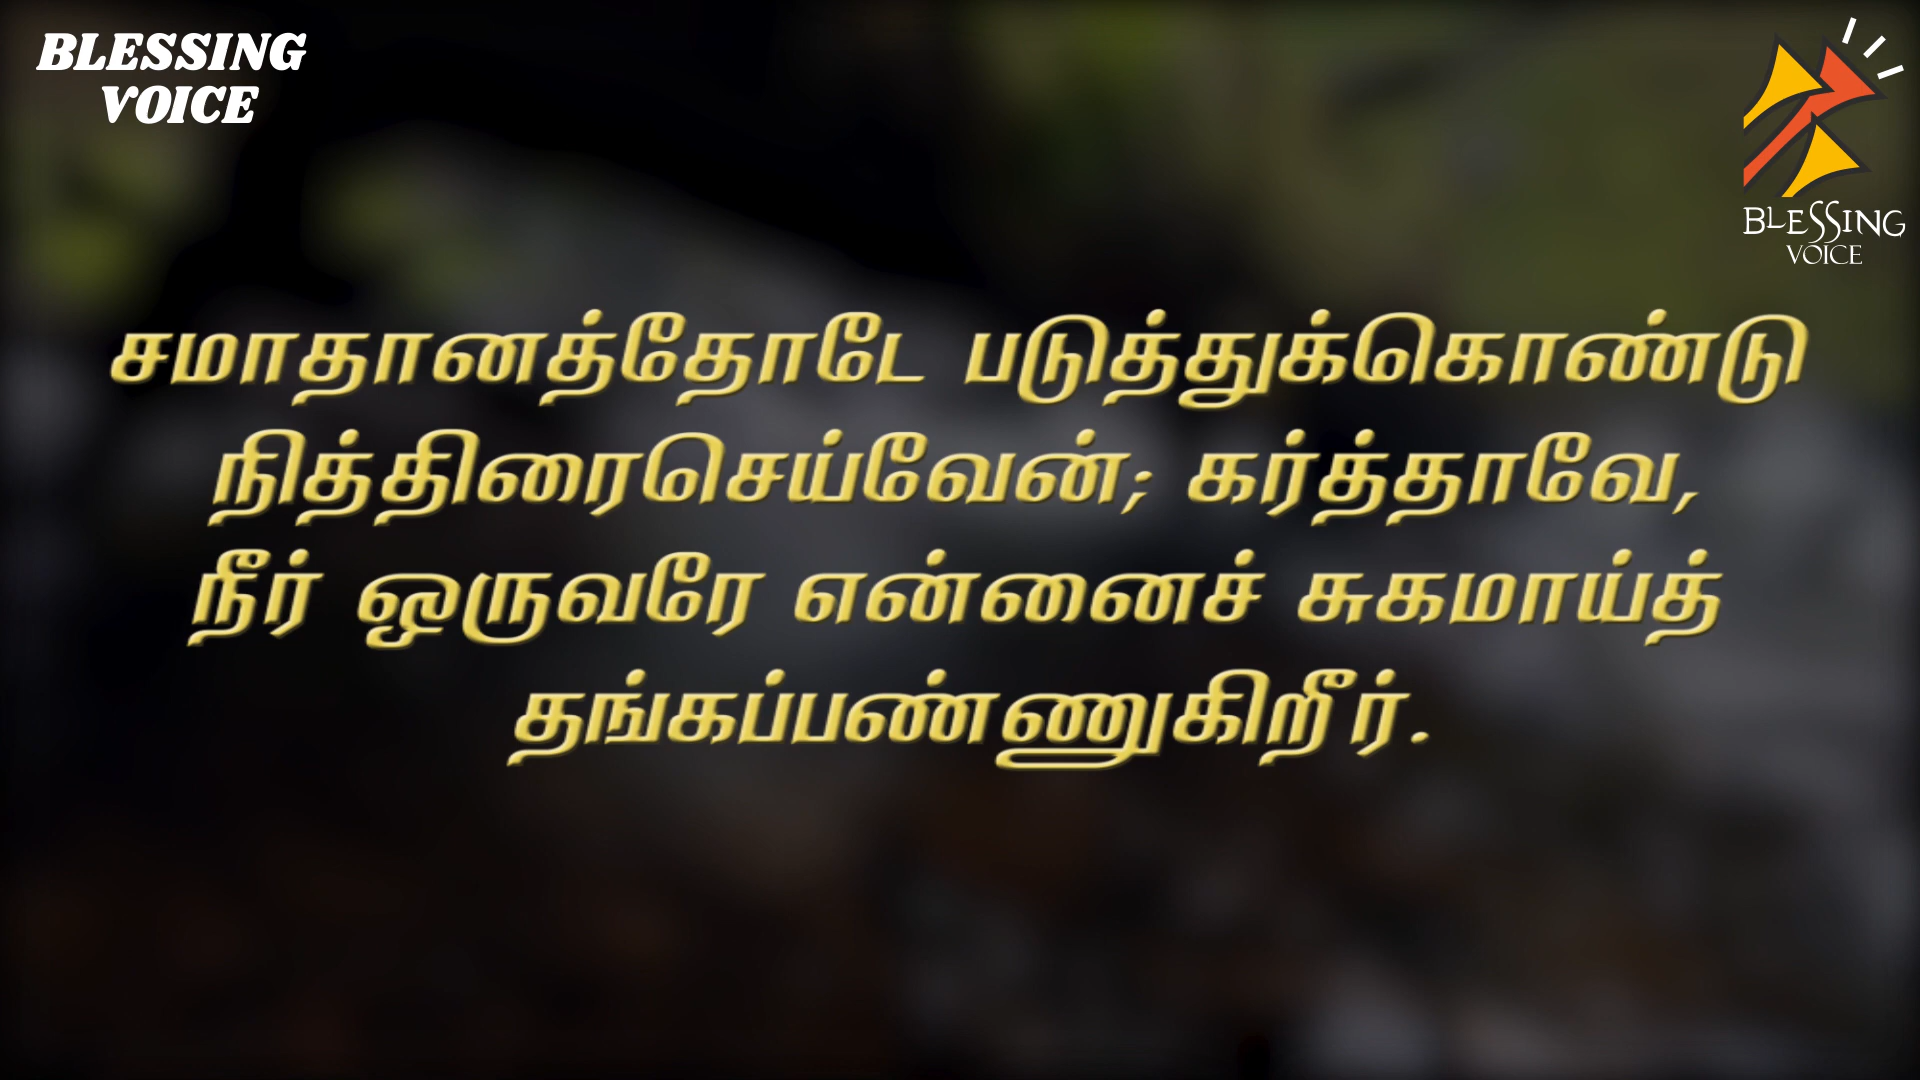 BLESSING
VOICE
BLESSING
VOICE
சமாதானத்தோடே படுத்துக்கொண்டு
நித்திரைசெய்வேன்; கர்த்தாவே,
நீர் ஒருவரே என்னைச் சுகமாய்த்
தங்கப்பண்ணுகிறீர்.